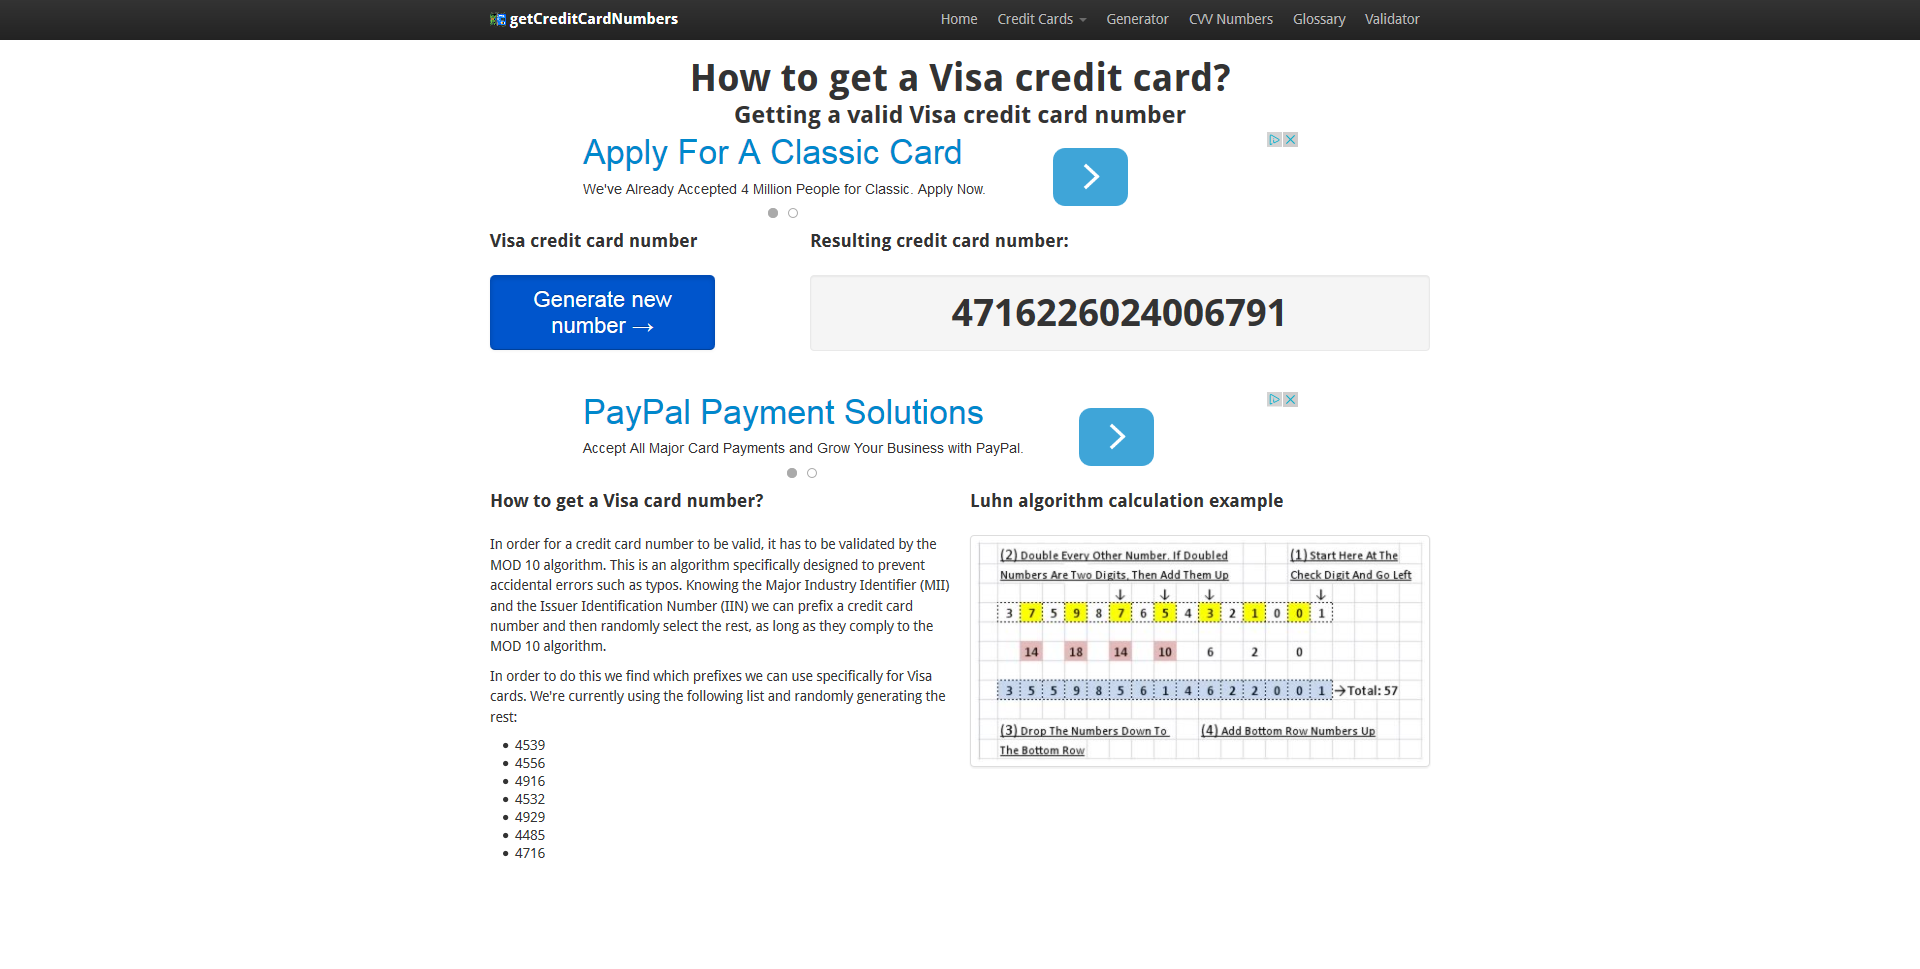 getCreditCardNumbers
Home Credit Cards Generator CVV Numbers Glossary Validator
How to get a Visa credit card?
Getting a valid Visa credit card number
Apply For A Classic Card
We've Already Accepted 4 Million People for Classic. Apply Now.
Visa credit card number
Generate new
number →
Resulting credit card number:
4716226024006791
PayPal Payment Solutions
Accept All Major Card Payments and Grow Your Business with PayPal.
How to get a Visa card number?
In order for a credit card number to be valid, it has to be validated by the
MOD 10 algorithm. This is an algorithm specifically designed to prevent
accidental errors such as typos. Knowing the Major Industry Identifier (MII)
and the Issuer Identification Number (IIN) we can prefix a credit card
number and then randomly select the rest, as long as they comply to the
MOD 10 algorithm.
In order to do this we find which prefixes we can use specifically for Visa
cards. We're currently using the following list and randomly generating the
rest:
4539
4556
4916
4532
4929
4485
4716
Luhn algorithm calculation example
(2) Double Every Other Number. If Doubled
Numbers Are Two Digits, Then Add Them Up
(1) Start Here At The
Check Digit And Go Left
3 7 5 9 8 7 6 5 4 3 2 1 0 0 1
14 18 14 10 6 2 0
3 5 5 9 8 5 6 1 4 6 2 2 0 0 1 →Total: 57
(3) Drop The Numbers Down To
The Bottom Row
(4) Add Bottom Row Numbers Up